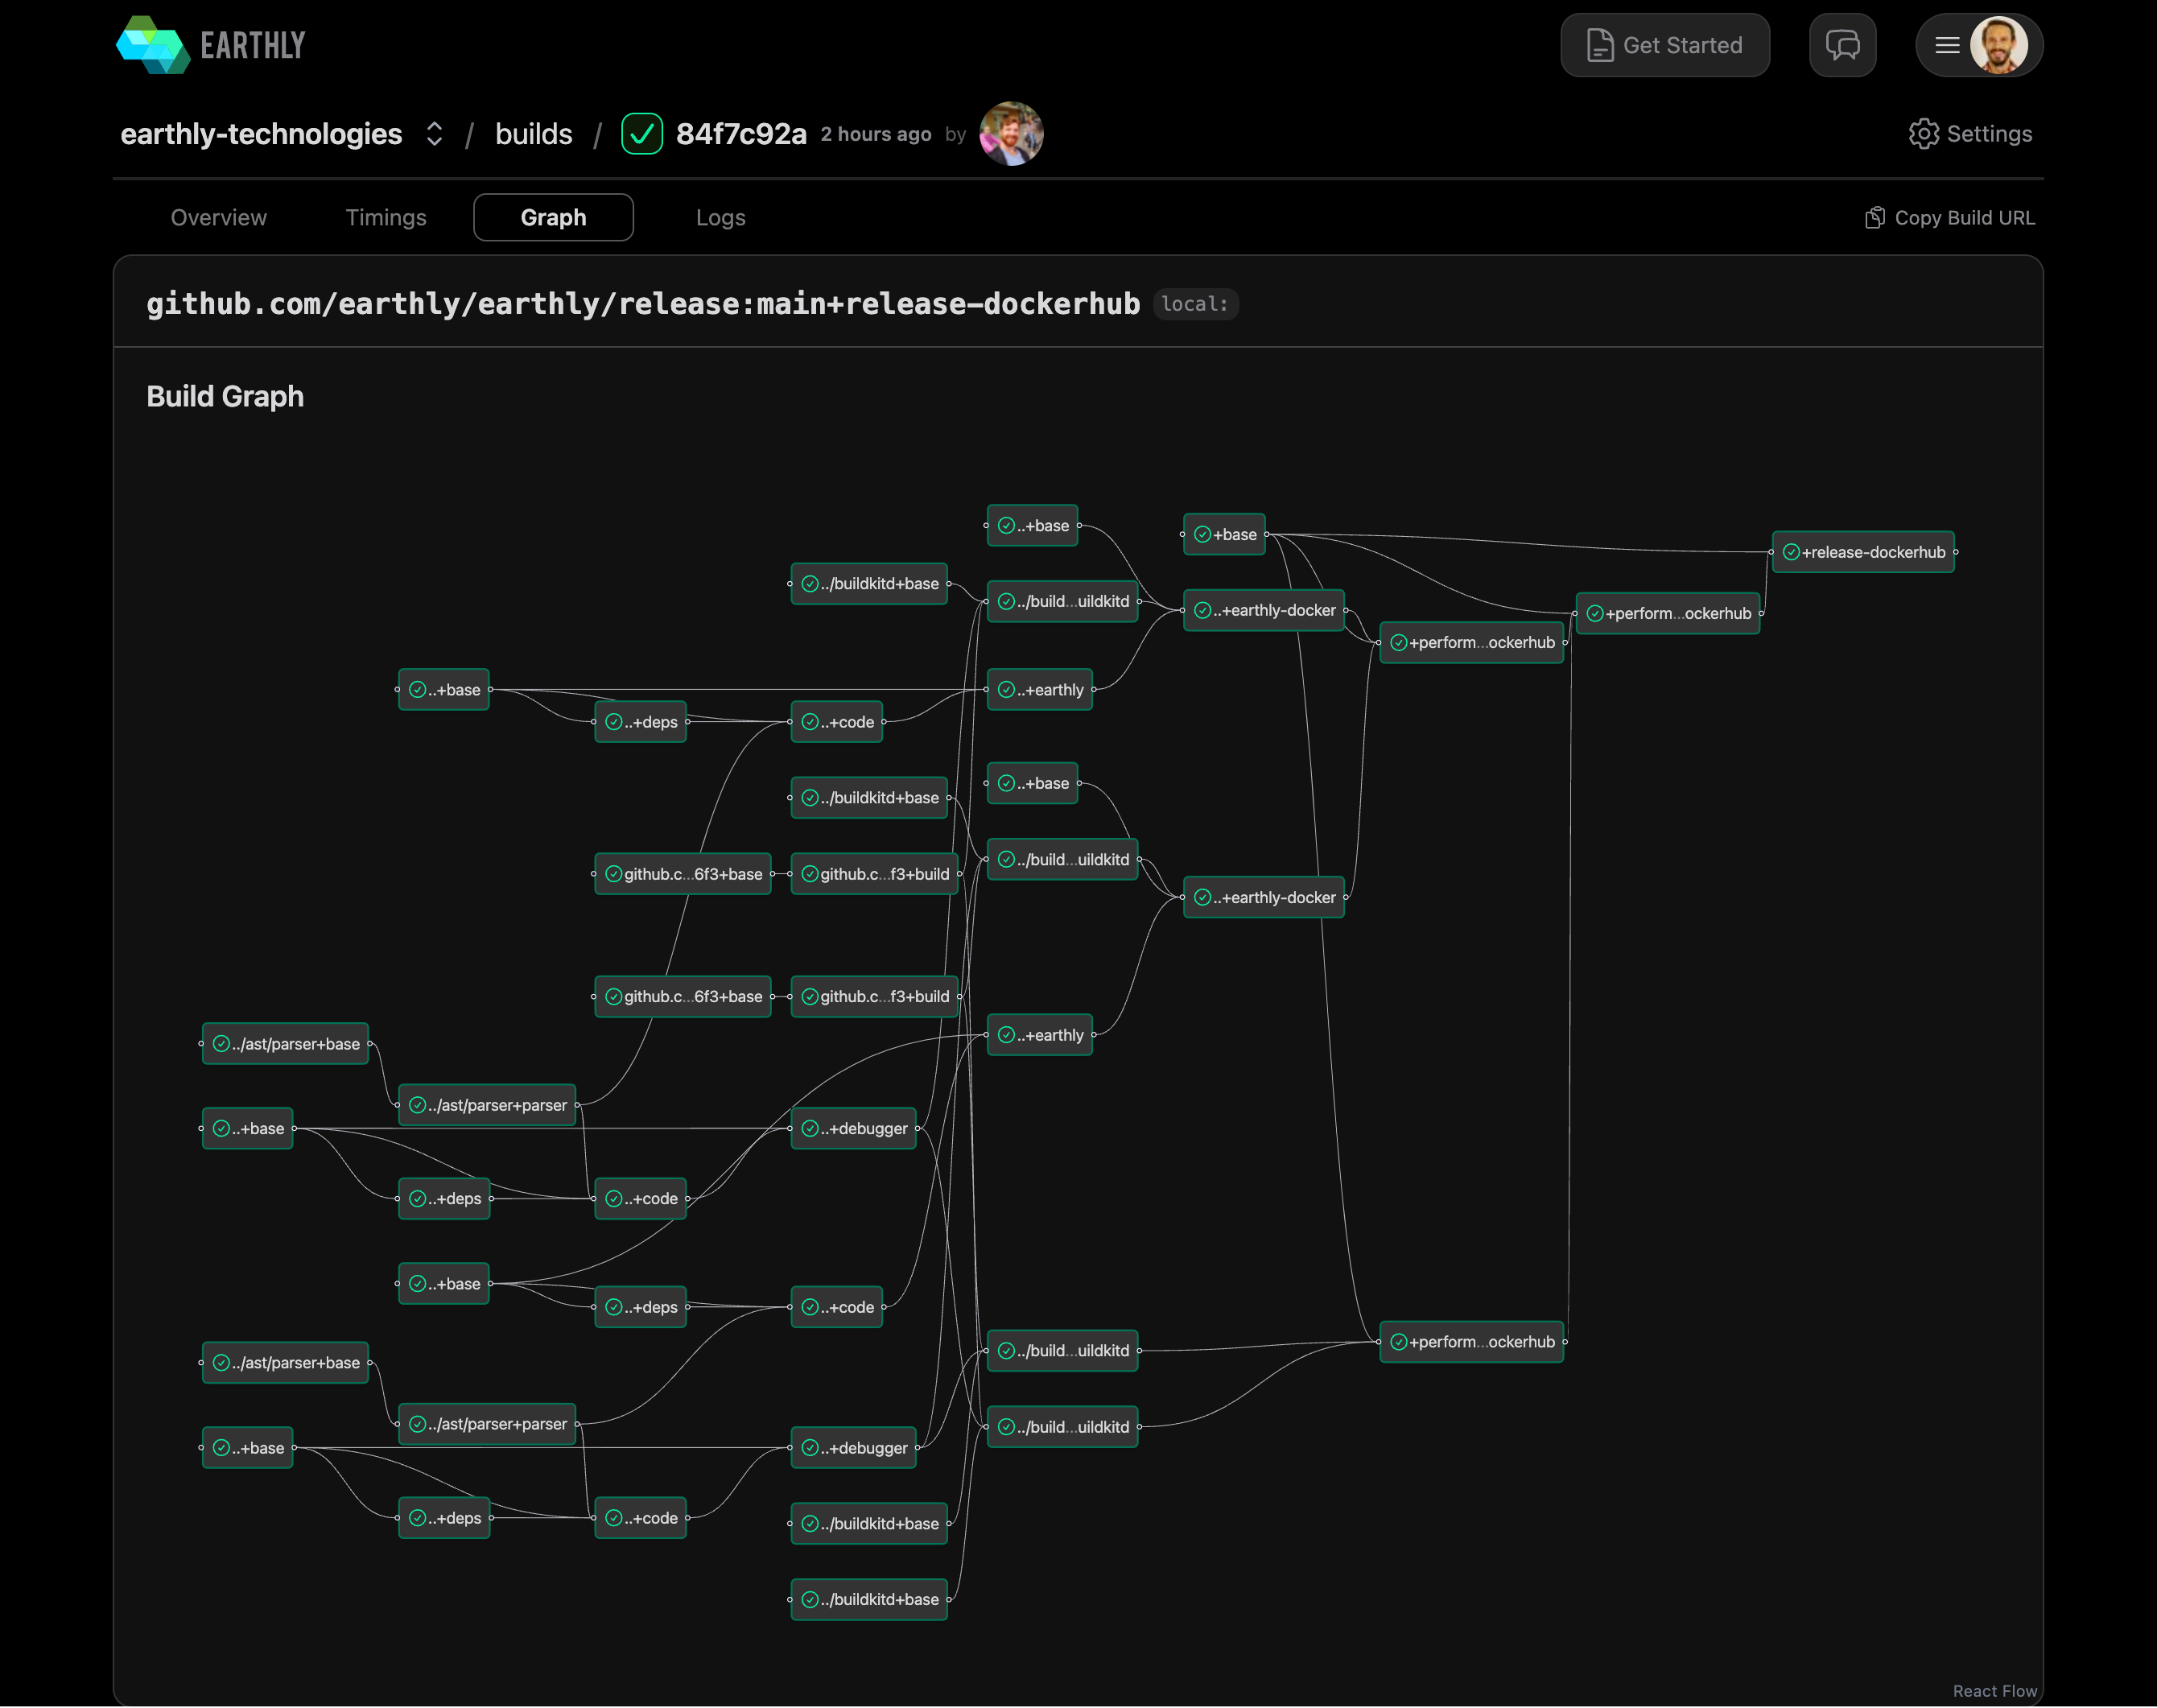 EARTHLY
Get Started
earthly-technologies / builds / 84f7c92a 2 hours ago by
Settings
Overview
Timings
Graph
Logs
Copy Build URL
github.com/earthly/earthly/release:main+release-dockerhub local:
Build Graph
..+base
+base
+release-dockerhub
../buildkitd+base
../build...uildkitd
..+earthly-docker
+perform...ockerhub
+perform...ockerhub
..+base
..+earthly
..+deps
..+code
..+base
../buildkitd+base
../build...uildkitd
github.c...6f3+base
github.c...f3+build
..+earthly-docker
github.c...6f3+base
github.c...f3+build
..+earthly
../ast/parser+base
../ast/parser+parser
..+base
..+debugger
..+deps
..+code
..+base
..+deps
..+code
+perform...ockerhub
../build...uildkitd
../ast/parser+base
../ast/parser+parser
../build...uildkitd
..+base
..+debugger
..+deps
..+code
../buildkitd+base
../buildkitd+base
React Flow